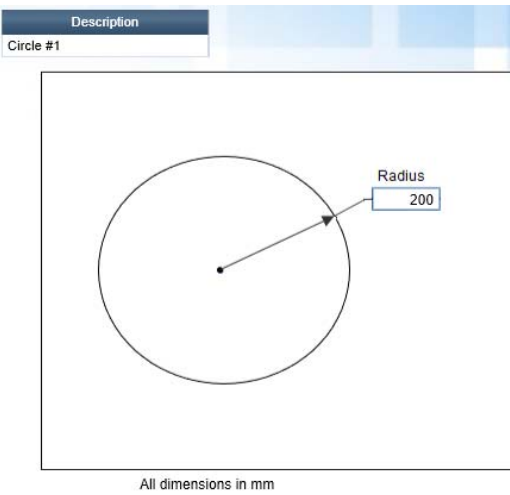 Description
Circle #1
Radius
200
All dimensions in mm